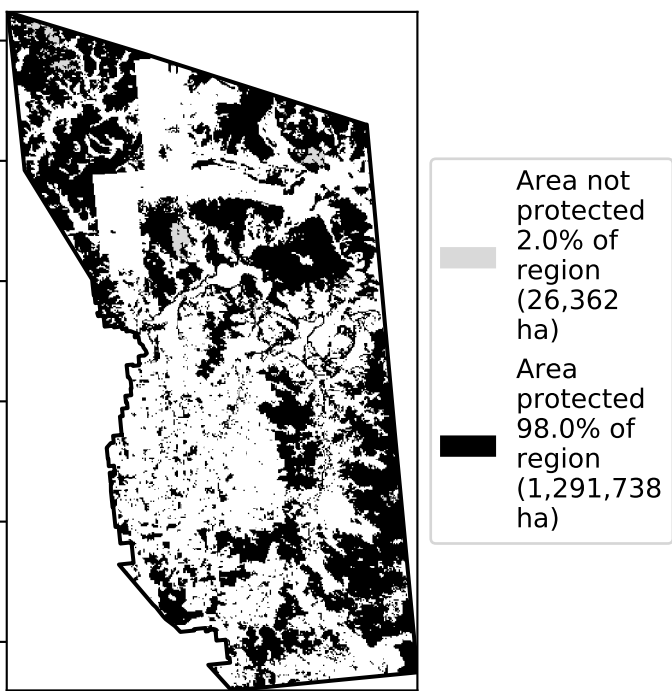 Area not
protected
2.0% of
region
(26,362
ha)
Area
protected
98.0% of
region
(1,291,738
ha)